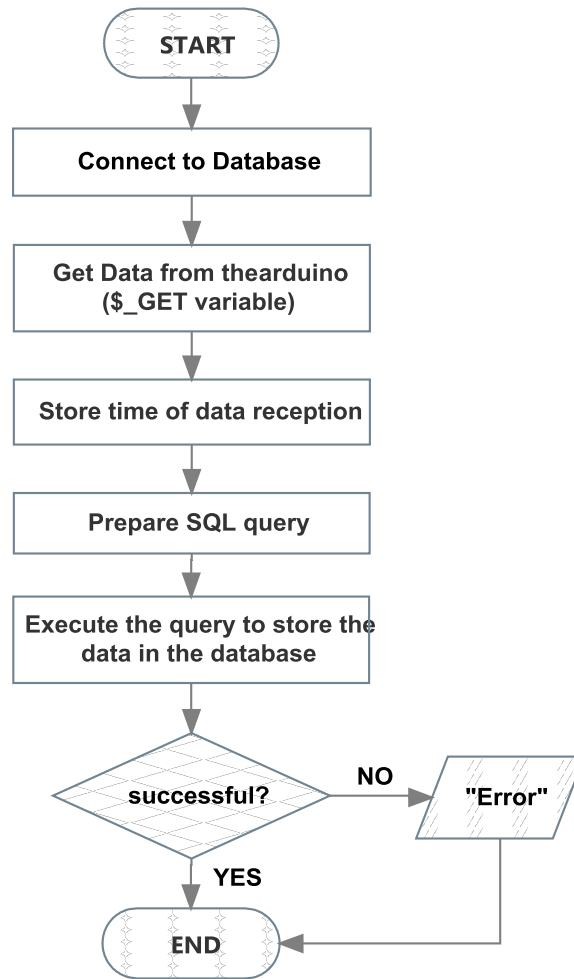 START
Connect to Database
Get Data from thearduino
($_GET variable)
Store time of data reception
Prepare SQL query
Execute the query to store the
data in the database
successful?
NO
"Error"
YES
END